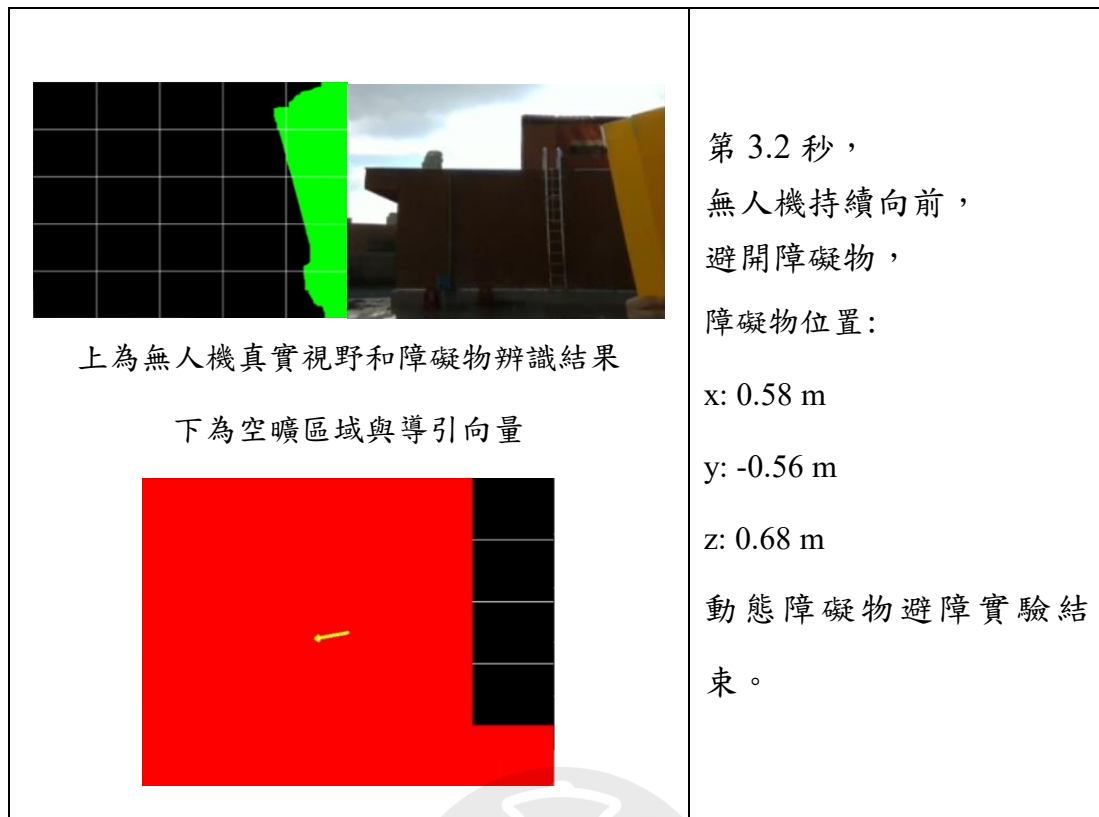 上為無人機真實視野和障礙物辨識結果
下為空曠區域與導引向量
第 3.2 秒，
無人機持續向前，
避開障礙物，
障礙物位置:
x: 0.58 m
y: -0.56 m
z: 0.68 m
動態障礙物避障實驗結
束。